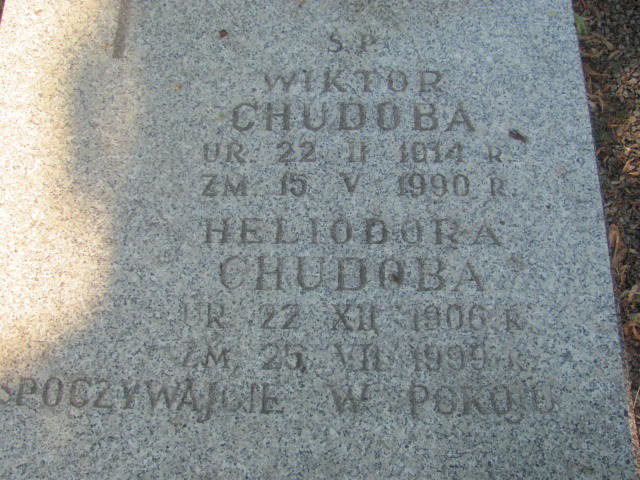 Ś.P.
WIKTOR
CHUDOBA
UR. 22 II 1914 R.
ZM. 15 V 1990 R.
HELIODORA
CHUDOBA
UR. 22 XII 1906 R.
ZM. 25 VII 1999 R.
SPOCZYWAJCIE W POKOJU